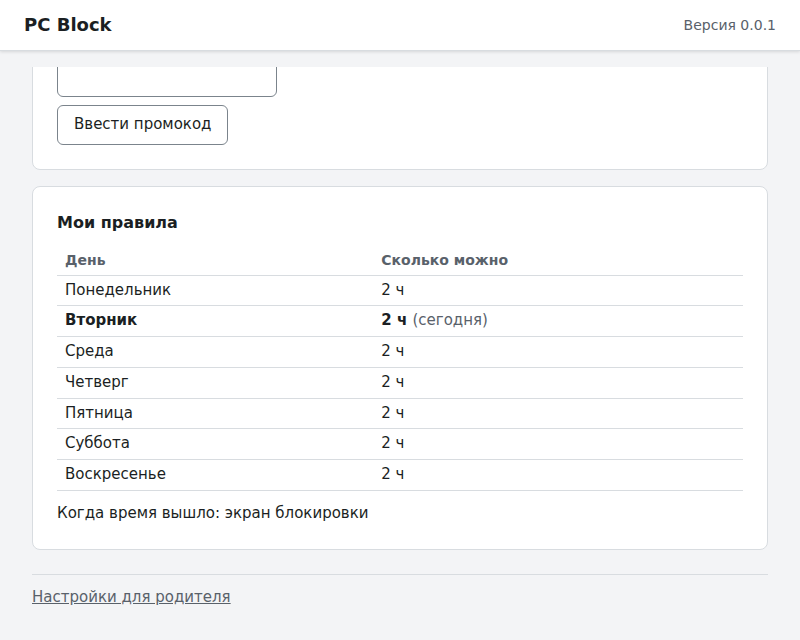 PC Block
Версия 0.0.1
Ввести промокод
Мои правила
День Сколько можно
Понедельник 2 ч
Вторник 2 ч (сегодня)
Среда 2 ч
Четверг 2 ч
Пятница 2 ч
Суббота 2 ч
Воскресенье 2 ч
Когда время вышло: экран блокировки
Настройки для родителя